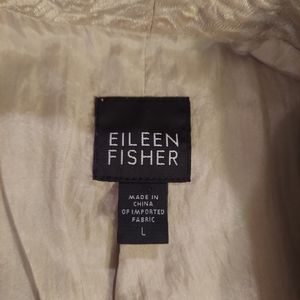 EILEEN
FISHER
MADE IN
CHINA
OF IMPORTED
FABRIC
L